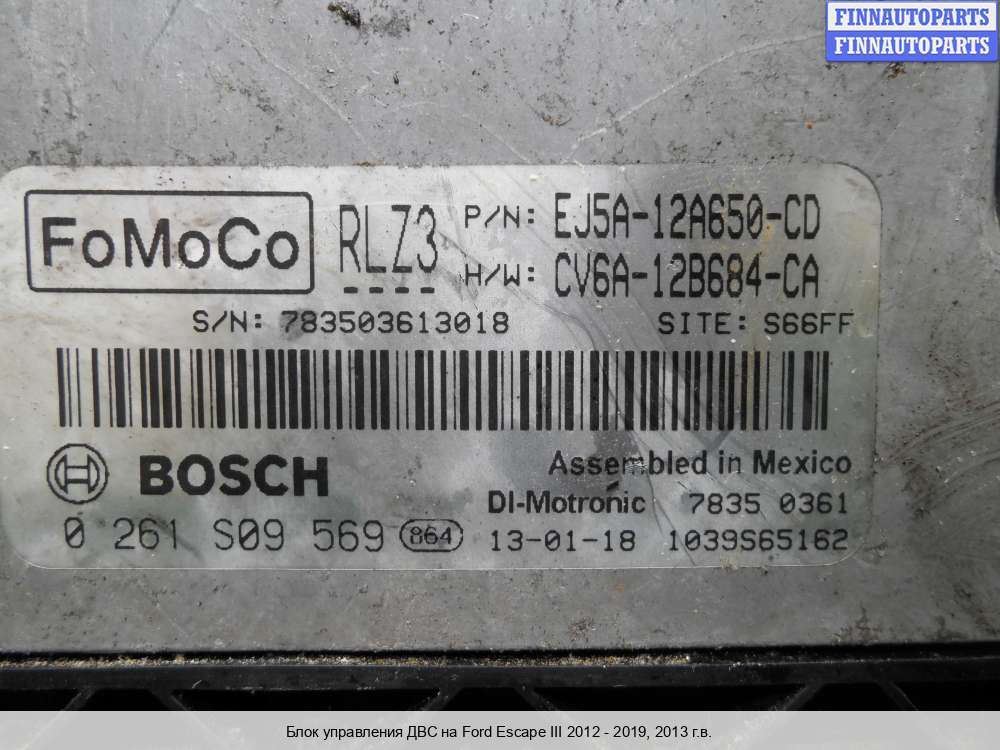 FINNAUTOPARTS
FINNAUTOPARTS
FoMoCo RLZ3 P/N: EJ5A-12A650-CD
H/W: CV6A-12B684-CA
S/N: 783503613018 SITE: S66FF
BOSCH Assembled in Mexico
DI-Motronic 7835 0361
0 261 S09 569 864 13-01-18 1039S65162
Блок управления ДВС на Ford Escape III 2012 - 2019, 2013 г.в.